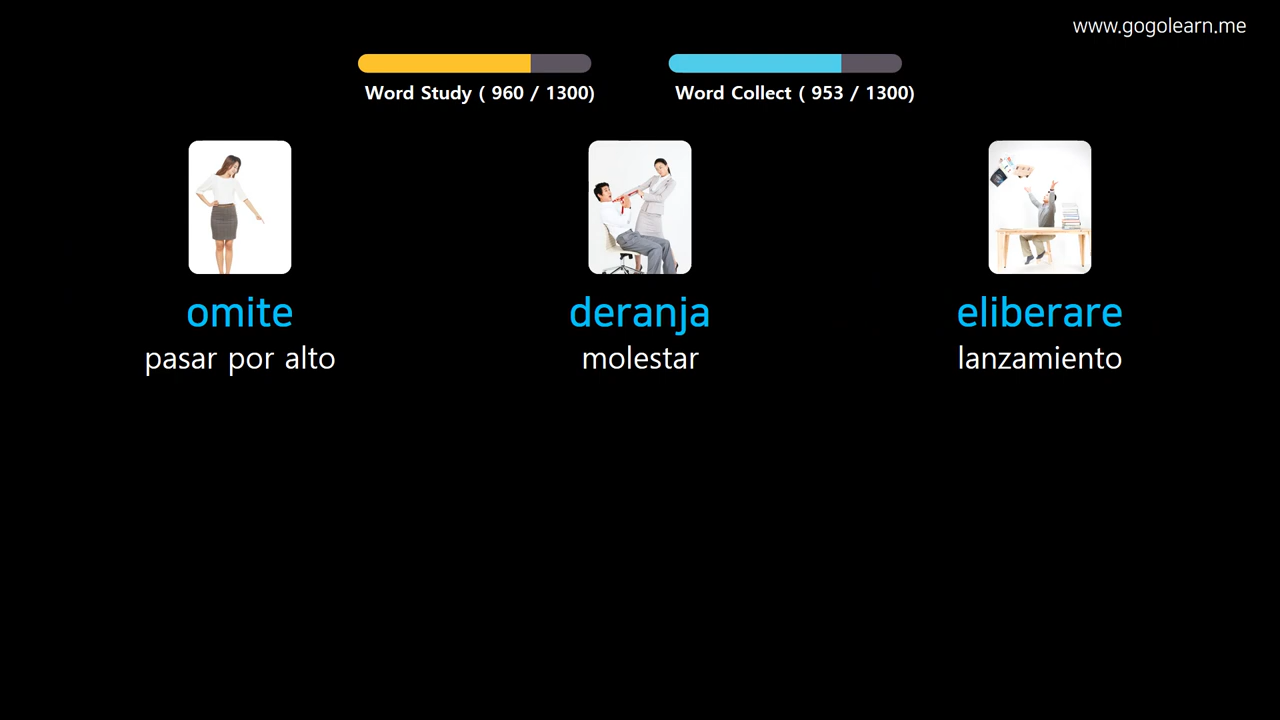 www.gogolearn.me
Word Study ( 960 / 1300)
Word Collect ( 953 / 1300)
omite
deranja
eliberare
pasar por alto
molestar
lanzamiento